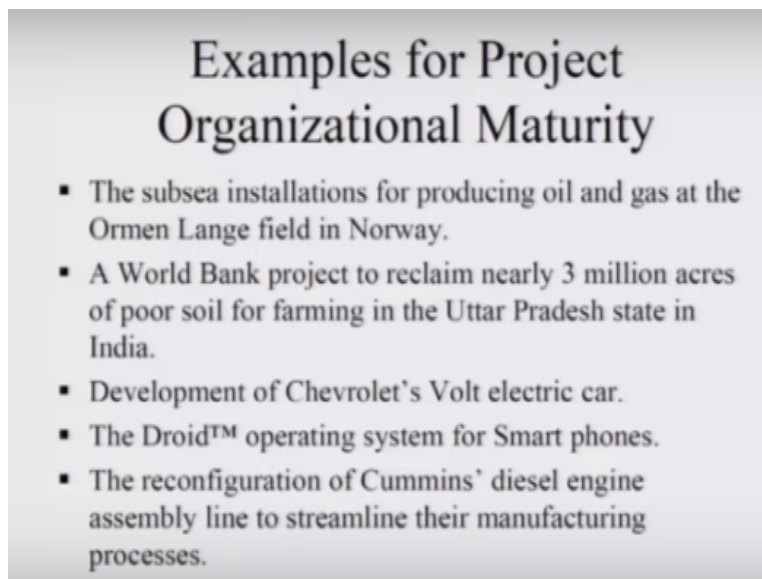 Examples for Project
Organizational Maturity
▪ The subsea installations for producing oil and gas at the
Ormen Lange field in Norway.
▪ A World Bank project to reclaim nearly 3 million acres
of poor soil for farming in the Uttar Pradesh state in
India.
▪ Development of Chevrolet’s Volt electric car.
▪ The Droid™ operating system for Smart phones.
▪ The reconfiguration of Cummins’ diesel engine
assembly line to streamline their manufacturing
processes.